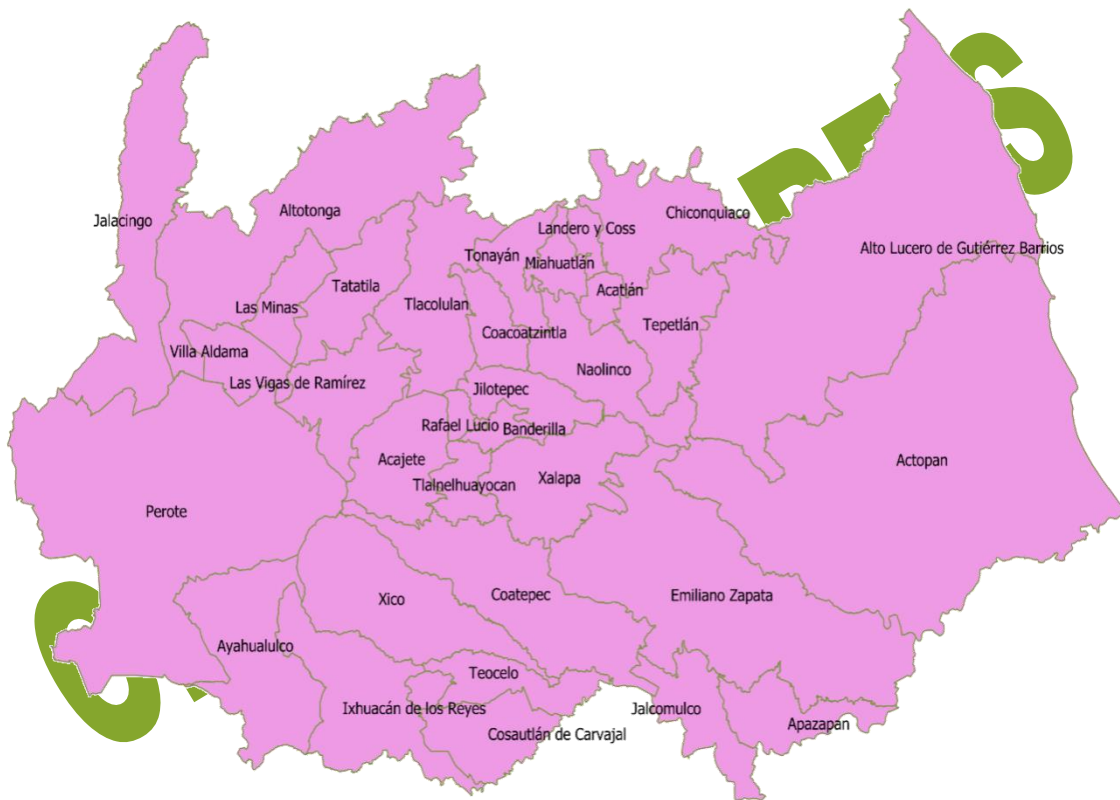 Jalacingo
Altotonga
Chiconquiaco
Landero y Coss
Alto Lucero de Gutiérrez Barrios
Tonayán
Miahuatlán
Tatatila
Acatlán
Las Minas
Tlacolulan
Tepetlán
Coacoatzintla
Villa Aldama
Naolinco
Las Vigas de Ramírez
Jilotepec
Rafael Lucio
Banderilla
Acajete
Actopan
Tlalnelhuayocan
Xalapa
Perote
Xico
Coatepec
Emiliano Zapata
Ayahualulco
Teocelo
Ixhuacán de los Reyes
Jalcomulco
Apazapan
Cosautlán de Carvajal